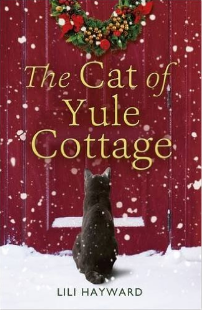 The Cat of
Yule
Cottage
LILI HAYWARD